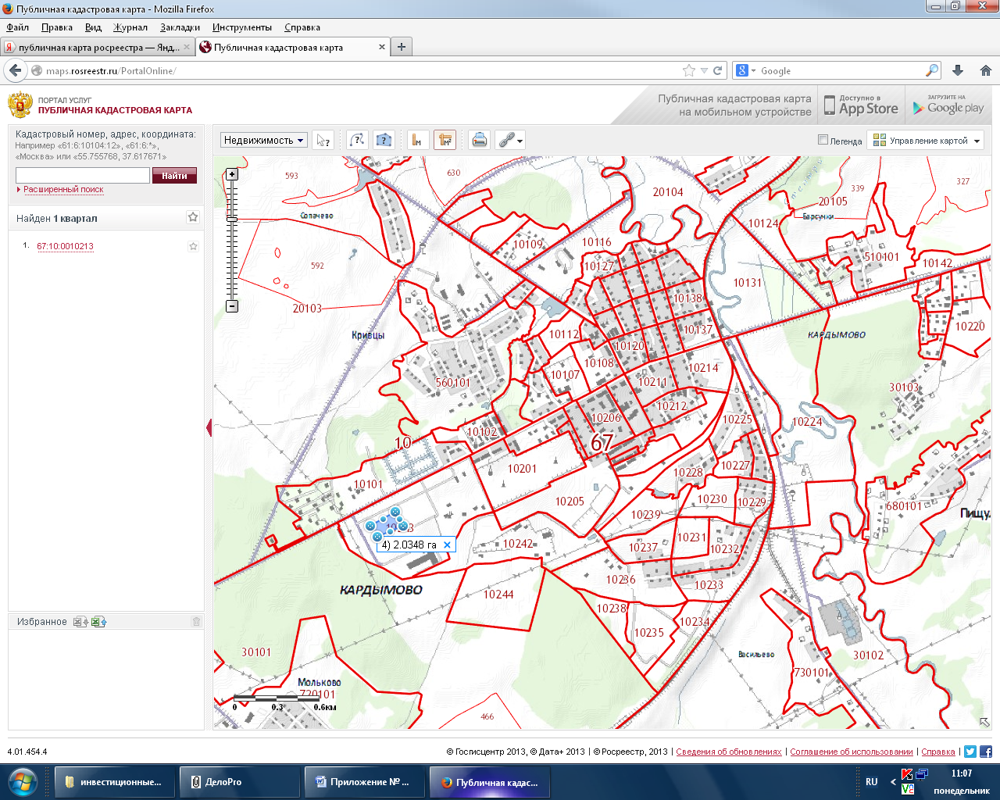 Публичная кадастровая карта - Mozilla Firefox
Файл Правка Вид Журнал Закладки Инструменты Справка
публичная карта росреестра — Янд...
Публичная кадастровая карта
maps.rosreestr.ru/PortalOnline/
Google
ПОРТАЛ УСЛУГ
ПУБЛИЧНАЯ КАДАСТРОВАЯ КАРТА
Публичная кадастровая карта
на мобильном устройстве
Доступно в
App Store
ЗАГРУЗИТЕ НА
Google play
Кадастровый номер, адрес, координата:
Например «61:6:10104:12», «61:6:*»,
«Москва» или «55.755768, 37.617671»
Найти
Расширенный поиск
Найден 1 квартал
1. 67:10:0010213
Избранное
Недвижимость
Легенда
Управление картой
593
630
20104
20105
339
327
Сопачево
Барсучки
10124
10109
10116
510101
592
10127
10142
10131
20103
10138
Кривцы
10112
10137
КАРДЫМОВО
10220
10120
10108
10214
10107
560101
10211
30103
10212
10206
10225
10224
10102
10
67
10201
10227
10228
10101
10205
10230
10229
680101
10239
Пищул
4) 2.0348 га
10242
10231
10237
10232
10236
10233
КАРДЫМОВО
10244
10238
10234
10235
30101
Васильево
30102
730101
Мольково
720101
466
0 0.3 0.6км
4.01.454.4
© Госгисцентр 2013, © Дата+ 2013 | © Росреестр, 2013 | Сведения об обновлениях | Соглашение об использовании | Справка |
инвестиционные...
ДелоPro
Приложение № ...
Публичная кадас...
RU
11:07
понедельник